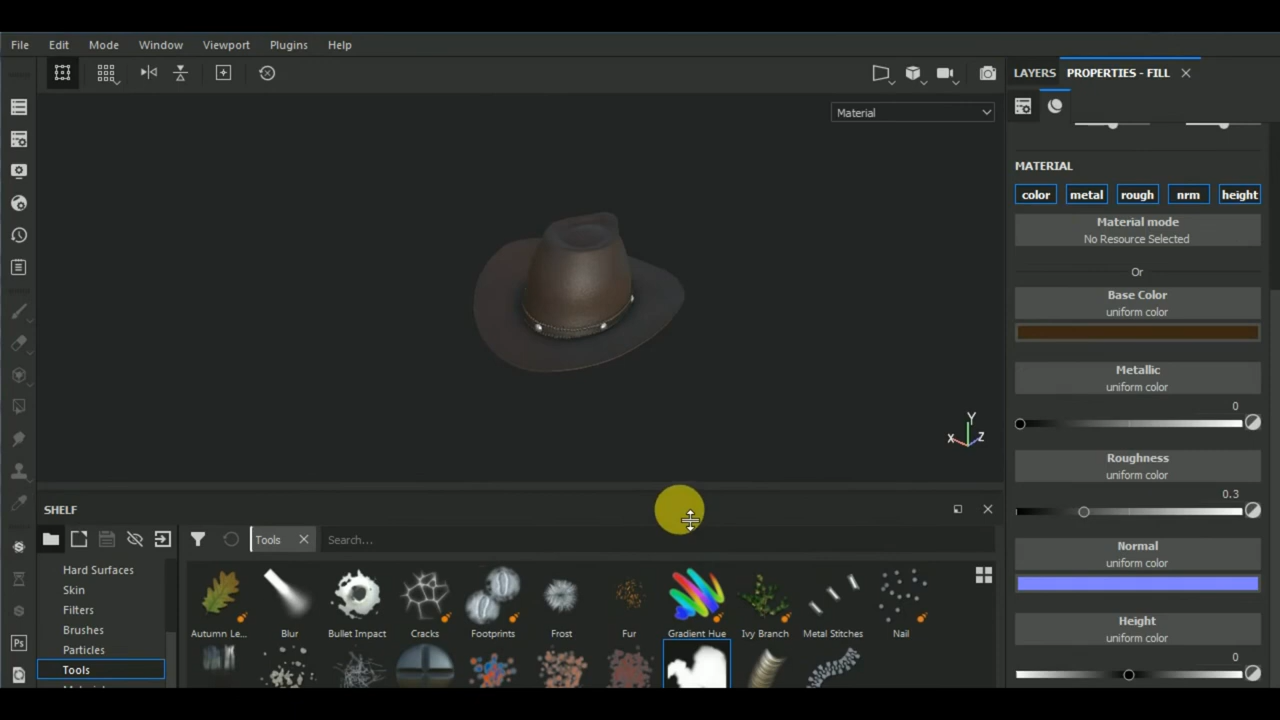 File Edit Mode Window Viewport Plugins Help
LAYERS PROPERTIES - FILL
Material
MATERIAL
color metal rough nrm height
Material mode
No Resource Selected
Or
Base Color
uniform color
Metallic
uniform color
0
Roughness
uniform color
0.3
Normal
uniform color
Height
uniform color
0
Y
X Z
SHELF
Tools
Search...
Hard Surfaces
Skin
Filters
Brushes
Particles
Tools
Autumn Le... Blur Bullet Impact Cracks Footprints Frost Fur Gradient Hue Ivy Branch Metal Stitches Nail
Ps